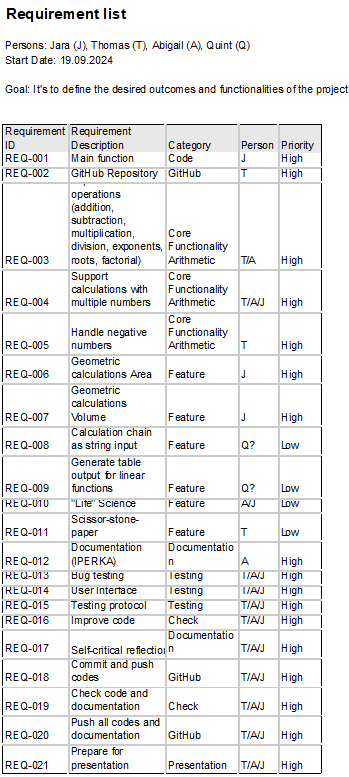 Requirement list
Persons: Jara (J), Thomas (T), Abigail (A), Quint (Q)
Start Date: 19.09.2024
Goal: It's to define the desired outcomes and functionalities of the project
Requirement ID Requirement Description Category Person Priority
REQ-001 Main function Code J High
REQ-002 GitHub Repository GitHub T High
REQ-003 operations (addition, subtraction, multiplication, division, exponents, roots, factorial) Core Functionality Arithmetic T/A High
REQ-004 Support calculations with multiple numbers Core Functionality Arithmetic T/A/J High
REQ-005 Handle negative numbers Core Functionality Arithmetic T High
REQ-006 Geometric calculations Area Feature J High
REQ-007 Geometric calculations Volume Feature J High
REQ-008 Calculation chain as string input Feature Q? Low
REQ-009 Generate table output for linear functions Feature Q? Low
REQ-010 "Life" Science Feature A/J Low
REQ-011 Scissor-stone-paper Feature T Low
REQ-012 Documentation (IPERKA) Documentation A High
REQ-013 Bug testing Testing T/A/J High
REQ-014 User Interface Testing T/A/J High
REQ-015 Testing protocol Testing T/A/J High
REQ-016 Improve code Check T/A/J High
REQ-017 Self-critical reflection Documentation T/A/J High
REQ-018 Commit and push codes GitHub T/A/J High
REQ-019 Check code and documentation Check T/A/J High
REQ-020 Push all codes and documentation GitHub T/A/J High
REQ-021 Prepare for presentation Presentation T/A/J High